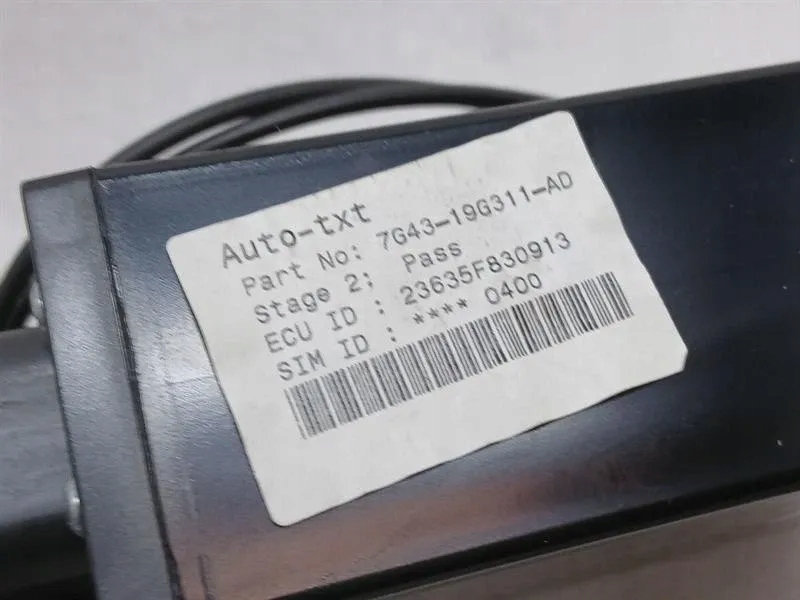 Auto-txt
Part No: 7G43-19G311-AD
Stage 2; Pass
ECU ID : 23635F830913
SIM ID : **** 0400